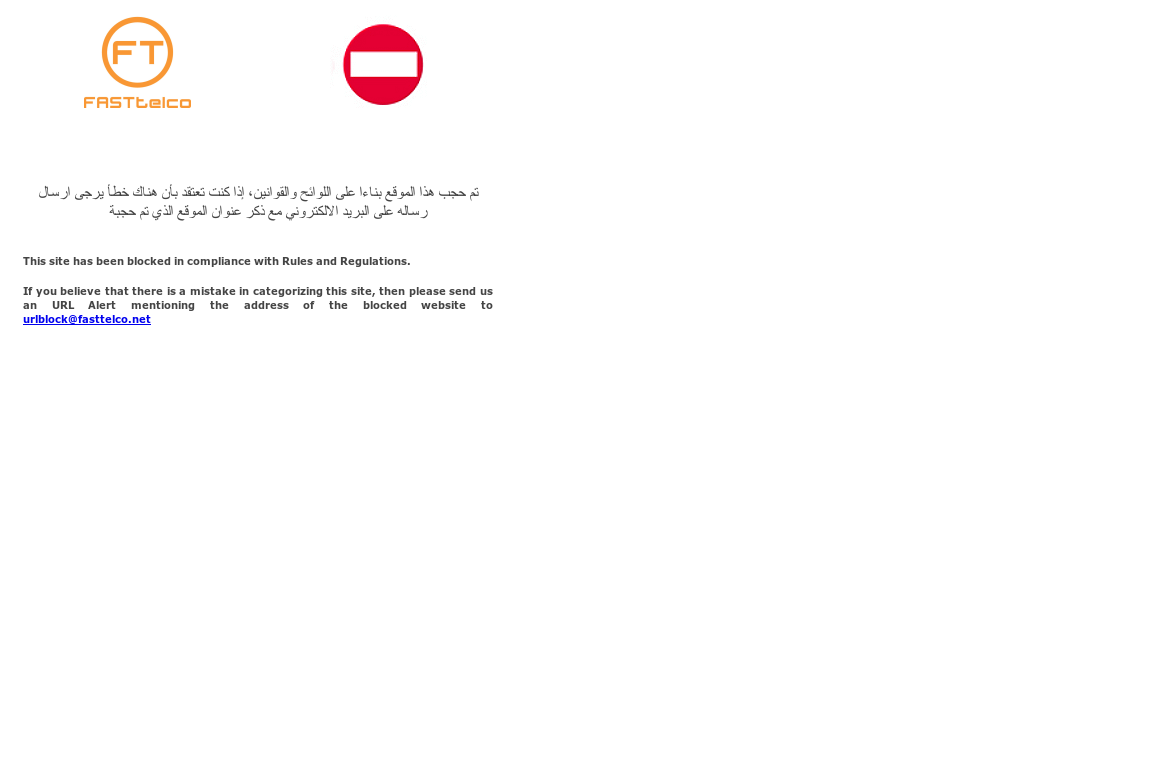 FT
FASTtelco
تم حجب هذا الموقع بناءا على اللوائح والقوانين، إذا كنت تعتقد بأن هناك خطأ يرجى ارسال
رساله على البريد الالكتروني مع ذكر عنوان الموقع الذي تم حجبة
This site has been blocked in compliance with Rules and Regulations.
If you believe that there is a mistake in categorizing this site, then please send us
an URL Alert mentioning the address of the blocked website to
urlblock@fasttelco.net